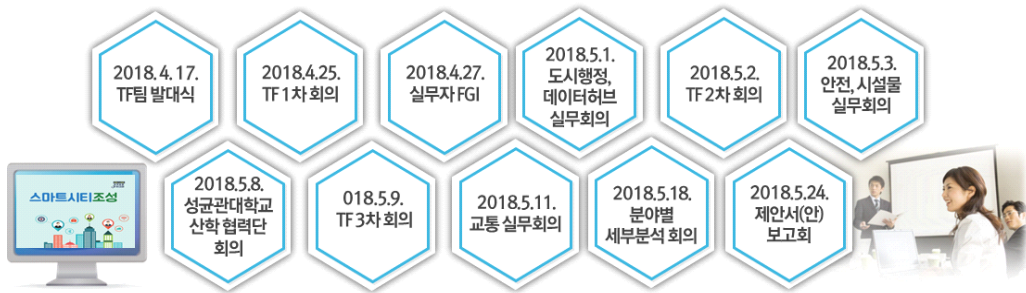 2018. 4. 17.
TF팀 발대식
2018.4.25.
TF 1차 회의
2018.4.27.
실무자 FGI
2018.5.1.
도시행정,
데이터허브
실무회의
2018.5.2.
TF 2차 회의
2018.5.3.
안전, 시설물
실무회의
스마트시티조성
2018.5.8.
성균관대학교
산학 협력단
회의
018.5.9.
TF 3차 회의
2018.5.11.
교통 실무회의
2018.5.18.
분야별
세부분석 회의
2018.5.24.
제안서(안)
보고회